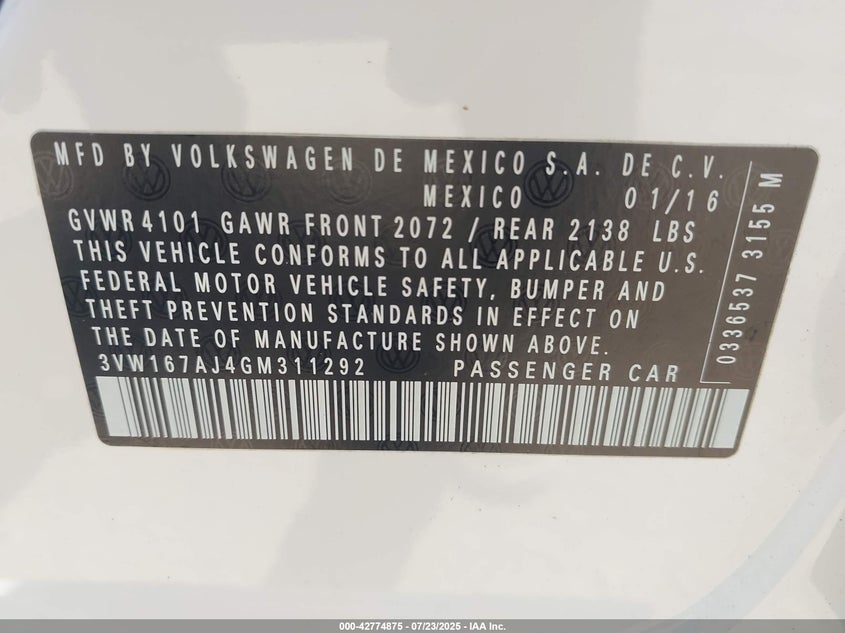 MFD BY VOLKSWAGEN DE MEXICO S.A. DE C.V.
MEXICO 01/16
GVWR 4101 GAWR FRONT 2072 / REAR 2138 LBS
THIS VEHICLE CONFORMS TO ALL APPLICABLE U.S.
FEDERAL MOTOR VEHICLE SAFETY, BUMPER AND
THEFT PREVENTION STANDARDS IN EFFECT ON
THE DATE OF MANUFACTURE SHOWN ABOVE.
3VW167AJ4GM311292 PASSENGER CAR
0336537 3155 M
000-42774875 - 07/23/2025 - IAA Inc.